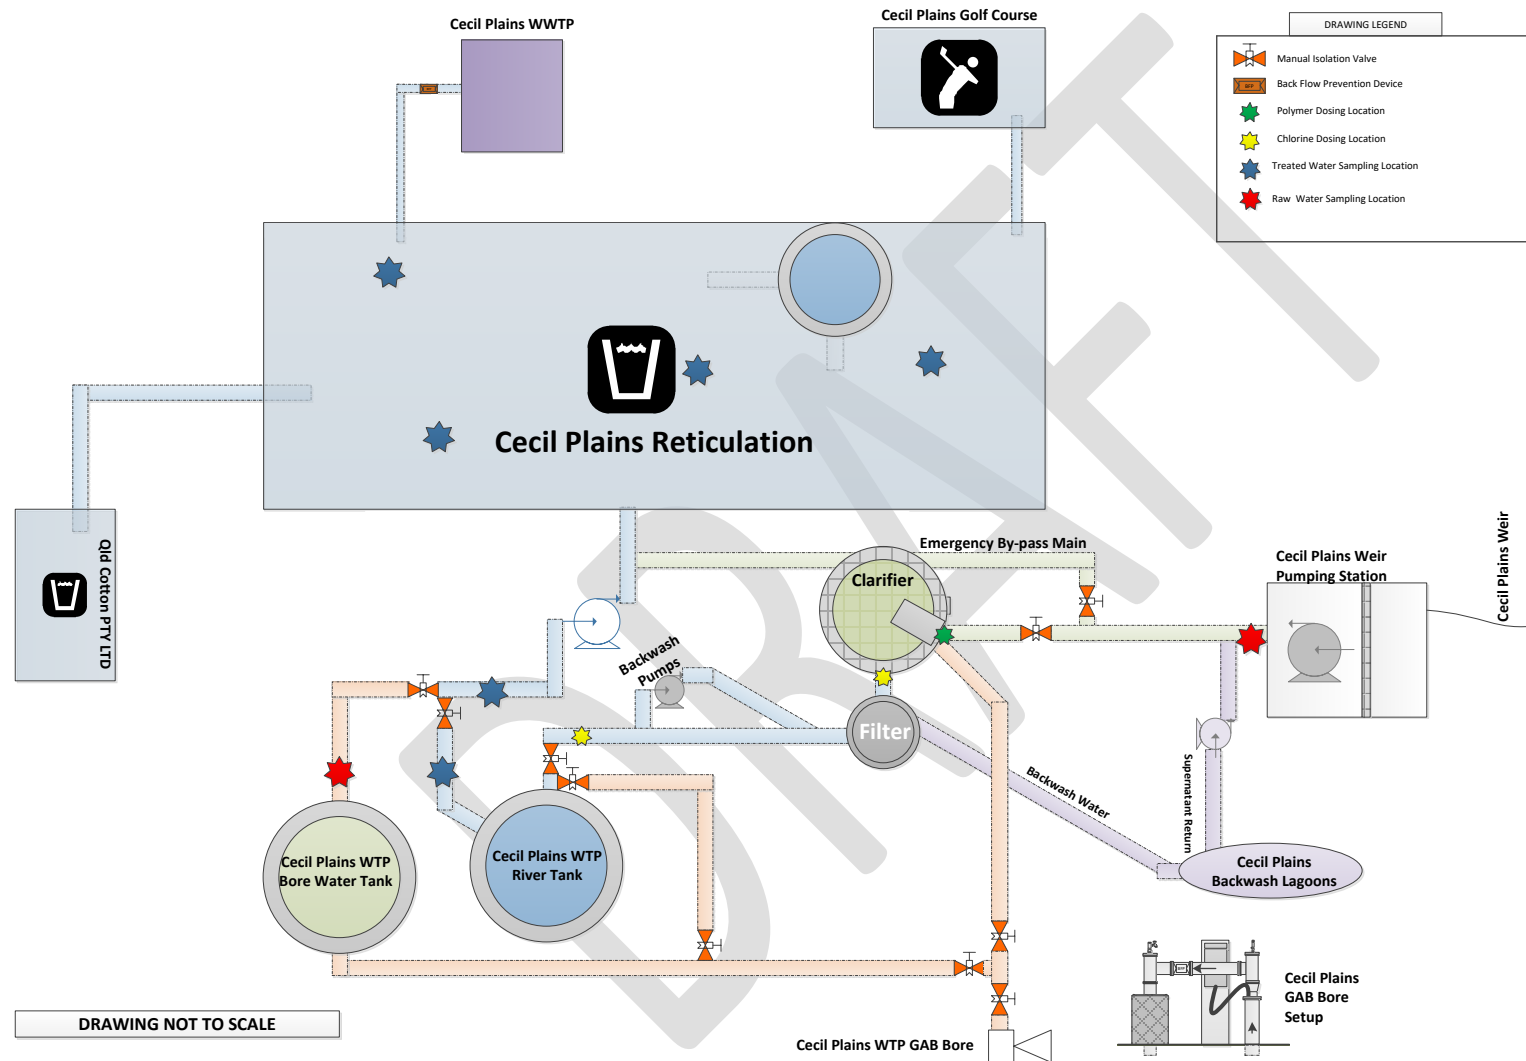 Cecil Plains WWTP
Cecil Plains Golf Course
DRAWING LEGEND
Manual Isolation Valve
BFP
Back Flow Prevention Device
Polymer Dosing Location
Chlorine Dosing Location
Treated Water Sampling Location
Raw Water Sampling Location
BFP
Cecil Plains Reticulation
Qld Cotton PTY LTD
Emergency By-pass Main
Clarifier
Cecil Plains Weir
Pumping Station
Cecil Plains Weir
Backwash
Pumps
Filter
Backwash Water
Supernatant Return
Cecil Plains WTP
Bore Water Tank
Cecil Plains WTP
River Tank
Cecil Plains
Backwash Lagoons
BFP
Cecil Plains
GAB Bore
Setup
DRAWING NOT TO SCALE
Cecil Plains WTP GAB Bore
DRAFT